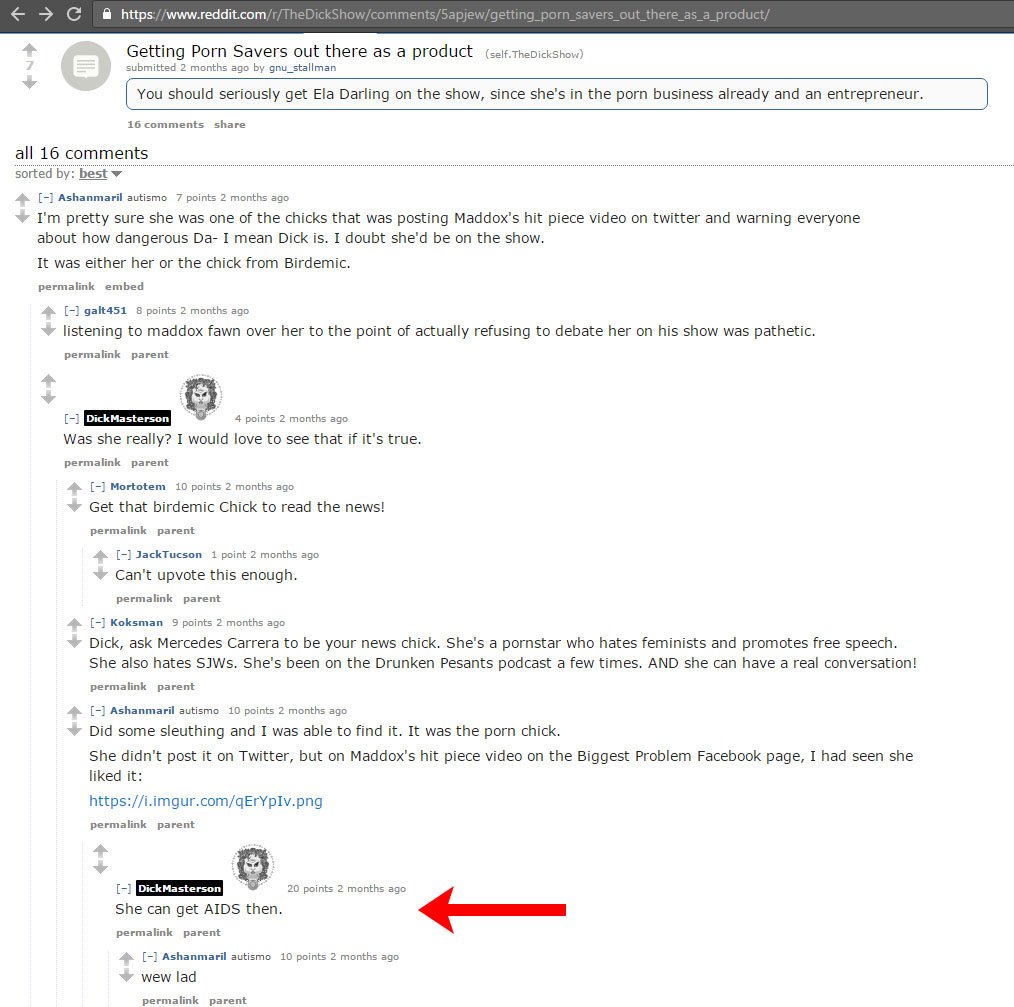 https://www.reddit.com/r/TheDickShow/comments/5apjew/getting_porn_savers_out_there_as_a_product/
Getting Porn Savers out there as a product (self.TheDickShow)
7
submitted 2 months ago by gnu_stallman
You should seriously get Ela Darling on the show, since she's in the porn business already and an entrepreneur.
16 comments share
all 16 comments
sorted by: best
[-] Ashanmaril autismo 7 points 2 months ago
I'm pretty sure she was one of the chicks that was posting Maddox's hit piece video on twitter and warning everyone
about how dangerous Da- I mean Dick is. I doubt she'd be on the show.
It was either her or the chick from Birdemic.
permalink embed
[-] galt451 8 points 2 months ago
listening to maddox fawn over her to the point of actually refusing to debate her on his show was pathetic.
permalink parent
[-] DickMasterson 4 points 2 months ago
Was she really? I would love to see that if it's true.
permalink parent
[-] Mortotem 10 points 2 months ago
Get that birdemic Chick to read the news!
permalink parent
[-] JackTucson 1 point 2 months ago
Can't upvote this enough.
permalink parent
[-] Koksman 9 points 2 months ago
Dick, ask Mercedes Carrera to be your news chick. She's a pornstar who hates feminists and promotes free speech.
She also hates SJWs. She's been on the Drunken Pesants podcast a few times. AND she can have a real conversation!
permalink parent
[-] Ashanmaril autismo 10 points 2 months ago
Did some sleuthing and I was able to find it. It was the porn chick.
She didn't post it on Twitter, but on Maddox's hit piece video on the Biggest Problem Facebook page, I had seen she
liked it:
https://i.imgur.com/qErYpIv.png
permalink parent
[-] DickMasterson 20 points 2 months ago
She can get AIDS then.
permalink parent
[-] Ashanmaril autismo 10 points 2 months ago
wew lad
permalink parent